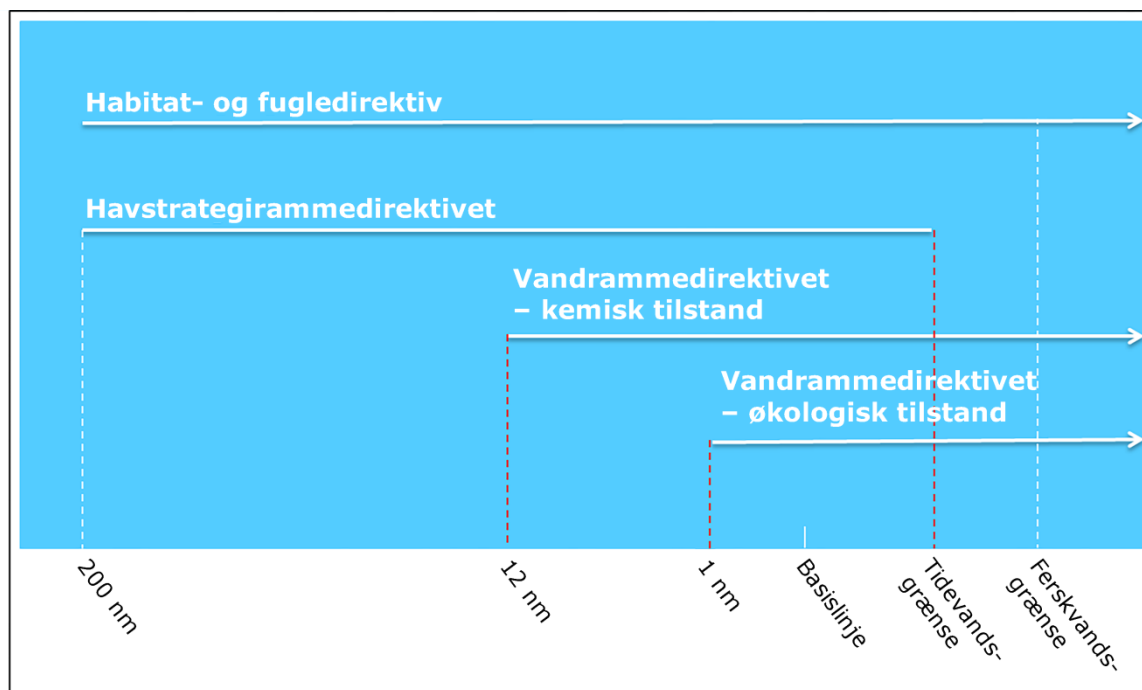 Habitat- og fugledirektiv
Havstrategirammedirektivet
Vandrammedirektivet
– kemisk tilstand
Vandrammedirektivet
– økologisk tilstand
200 nm
12 nm
1 nm
Basislinje
Tidevands-
grænse
Ferskvands-
grænse